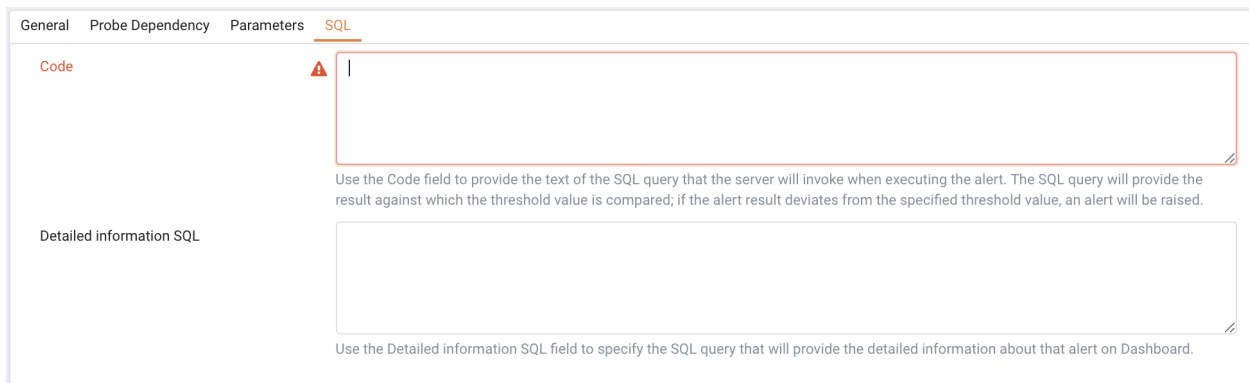 General Probe Dependency Parameters SQL
Code
Use the Code field to provide the text of the SQL query that the server will invoke when executing the alert. The SQL query will provide the
result against which the threshold value is compared; if the alert result deviates from the specified threshold value, an alert will be raised.
Detailed information SQL
Use the Detailed information SQL field to specify the SQL query that will provide the detailed information about that alert on Dashboard.